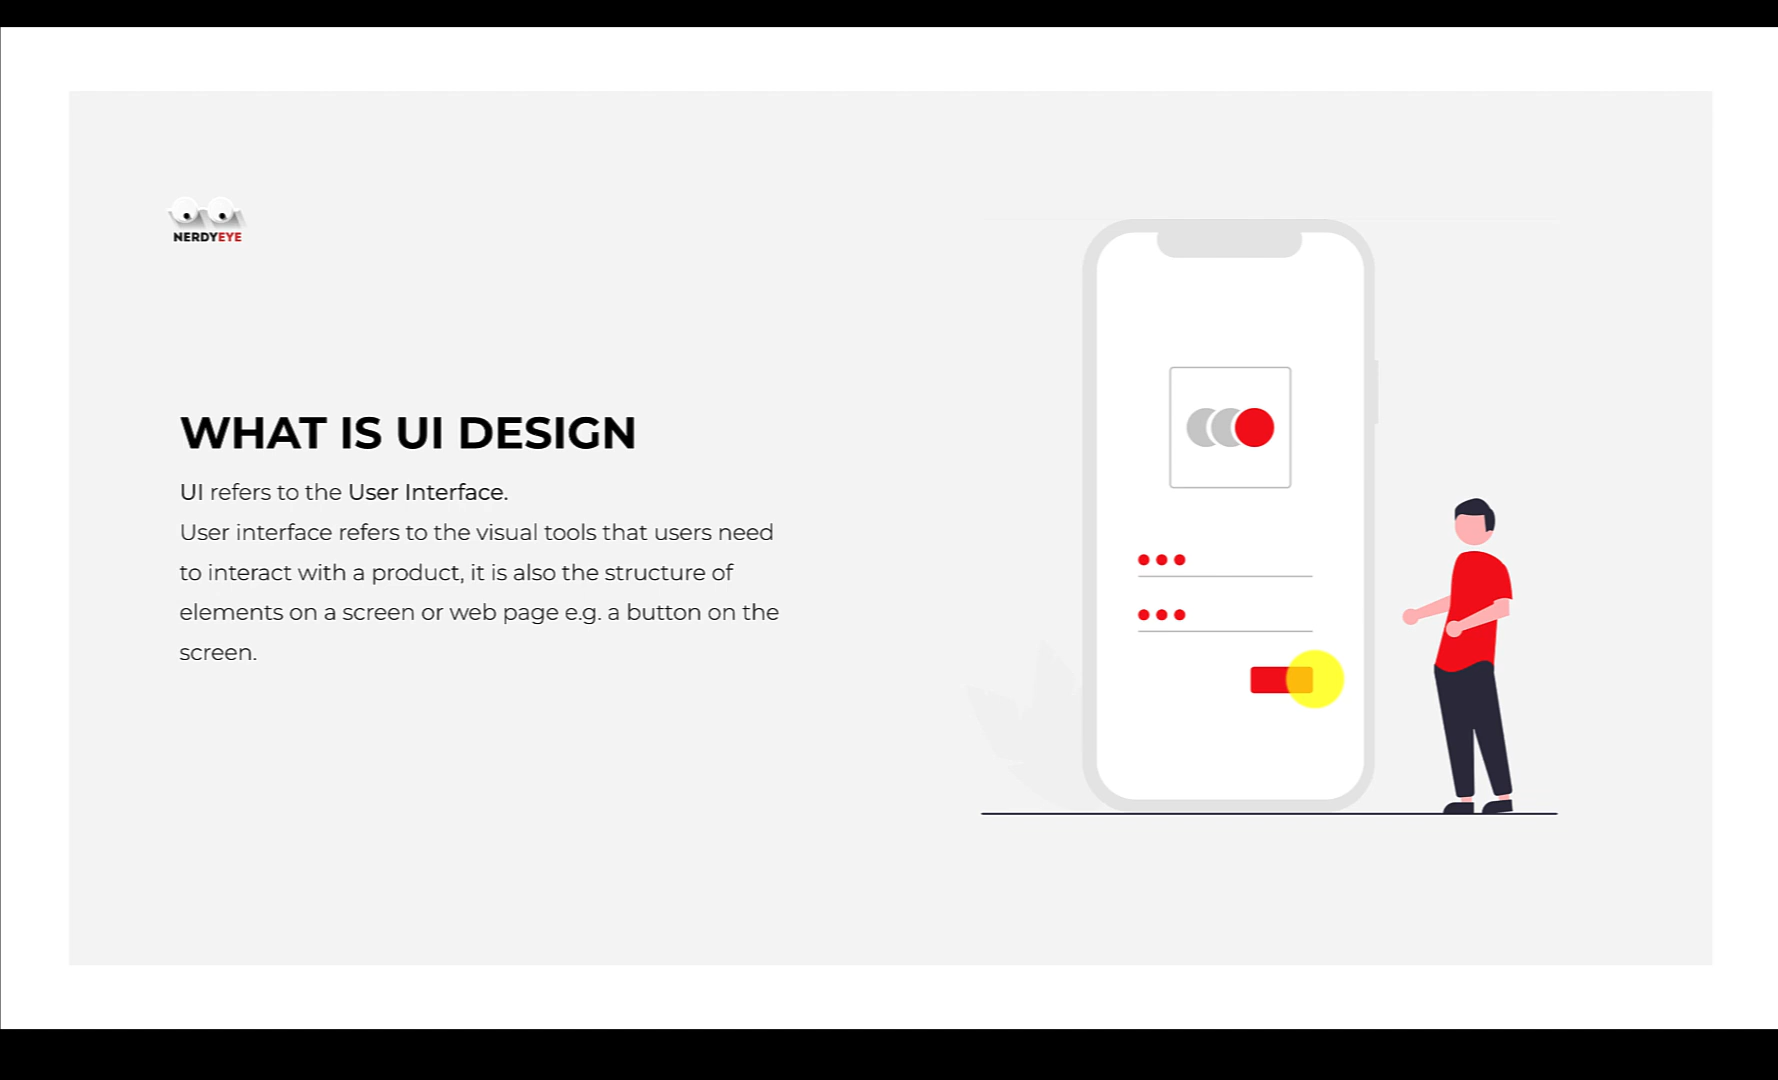 NERDYEYE
WHAT IS UI DESIGN
UI refers to the User Interface.
User interface refers to the visual tools that users need
to interact with a product, it is also the structure of
elements on a screen or web page e.g. a button on the
screen.